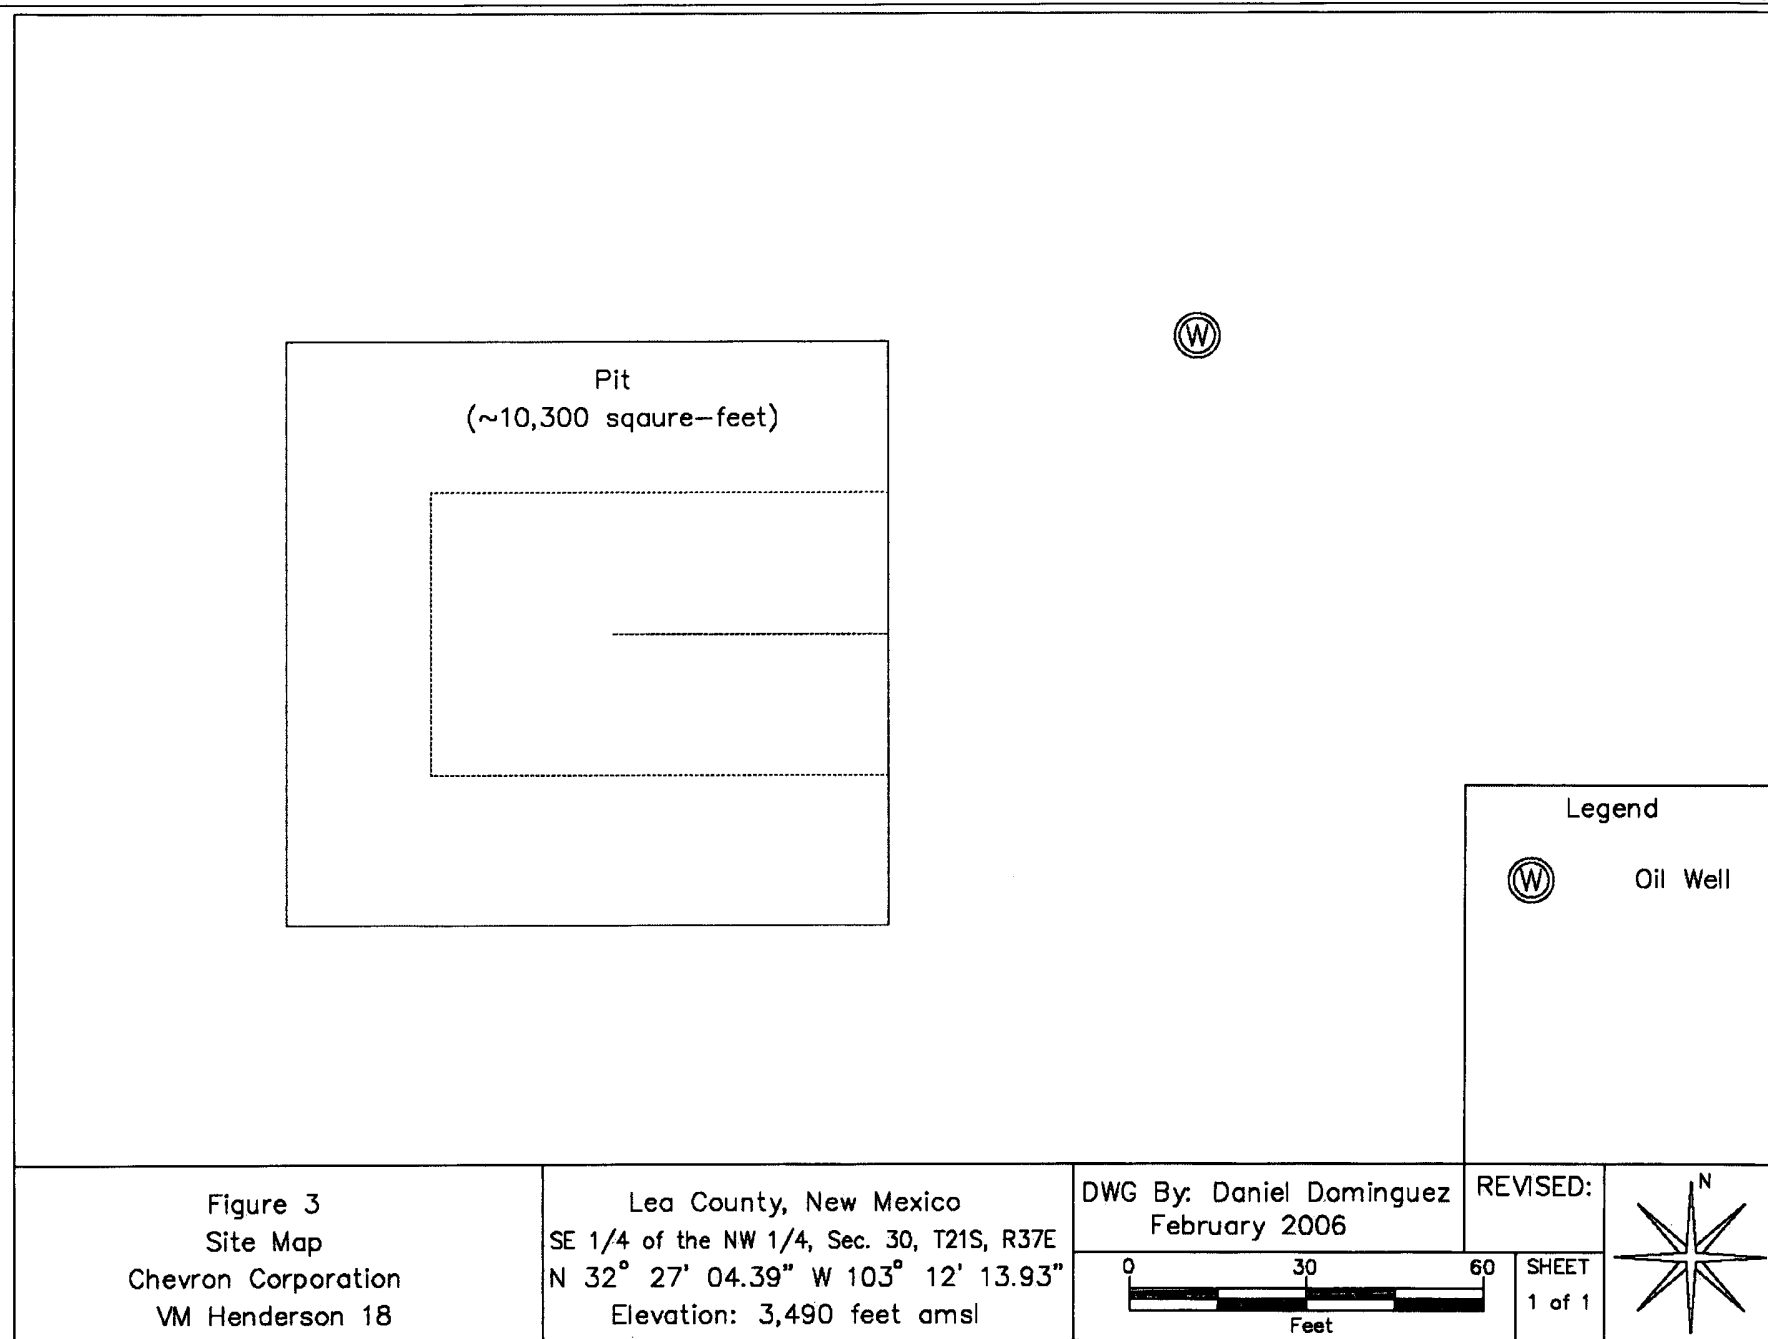 W
Pit
(~10,300 sqaure-feet)
Legend
W Oil Well
Figure 3
Site Map
Chevron Corporation
VM Henderson 18
Lea County, New Mexico
SE 1/4 of the NW 1/4, Sec. 30, T21S, R37E
N 32° 27' 04.39" W 103° 12' 13.93"
Elevation: 3,490 feet amsl
DWG By: Daniel Dominguez
February 2006
REVISED:
0 30 60
Feet
SHEET
1 of 1
N